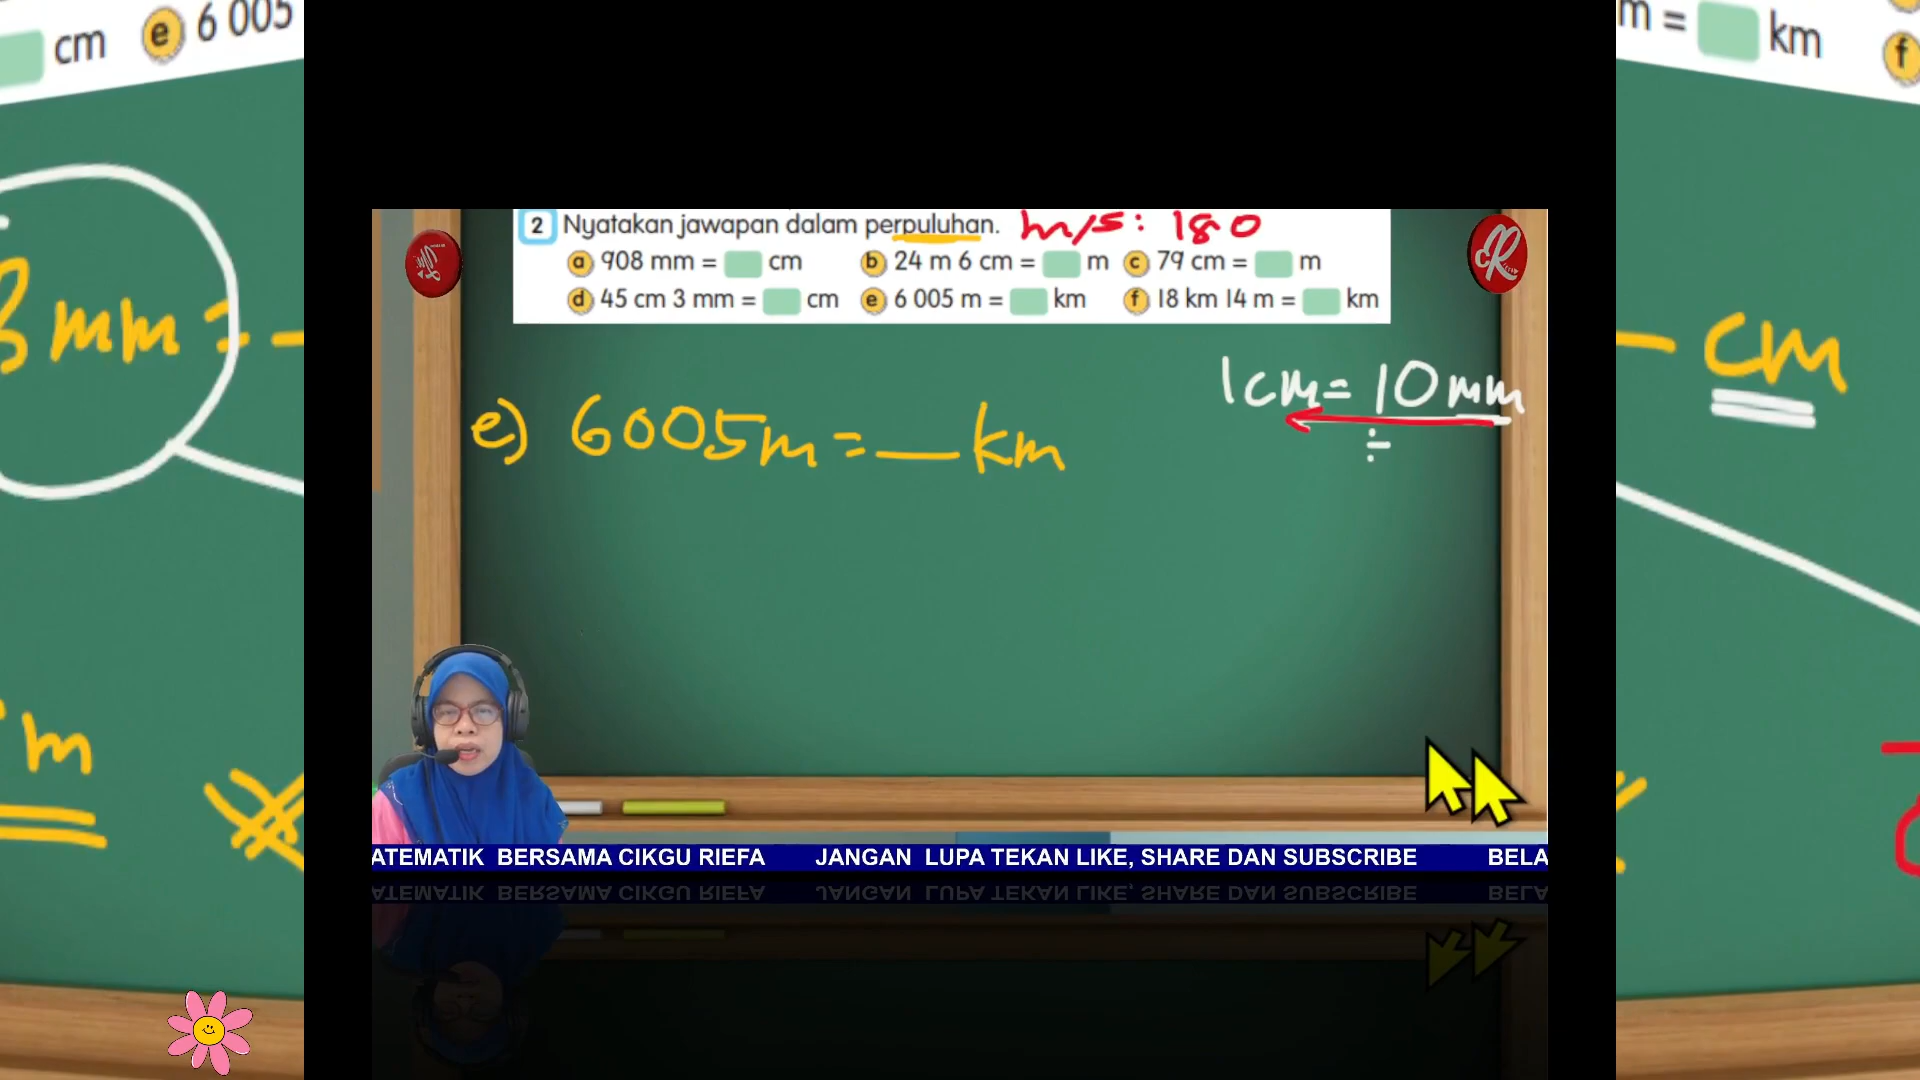 cm e 6 005
m = km
f
2 Nyatakan jawapan dalam perpuluhan. m/s: 180
a 908 mm = cm b 24 m 6 cm = m c 79 cm = m
d 45 cm 3 mm = cm e 6 005 m = km f 18 km 14 m = km
1cm = 10mm
÷
e) 6005m = __ km
mm =
cm
m
CR
ATEMATIK BERSAMA CIKGU RIEFA JANGAN LUPA TEKAN LIKE, SHARE DAN SUBSCRIBE BELA